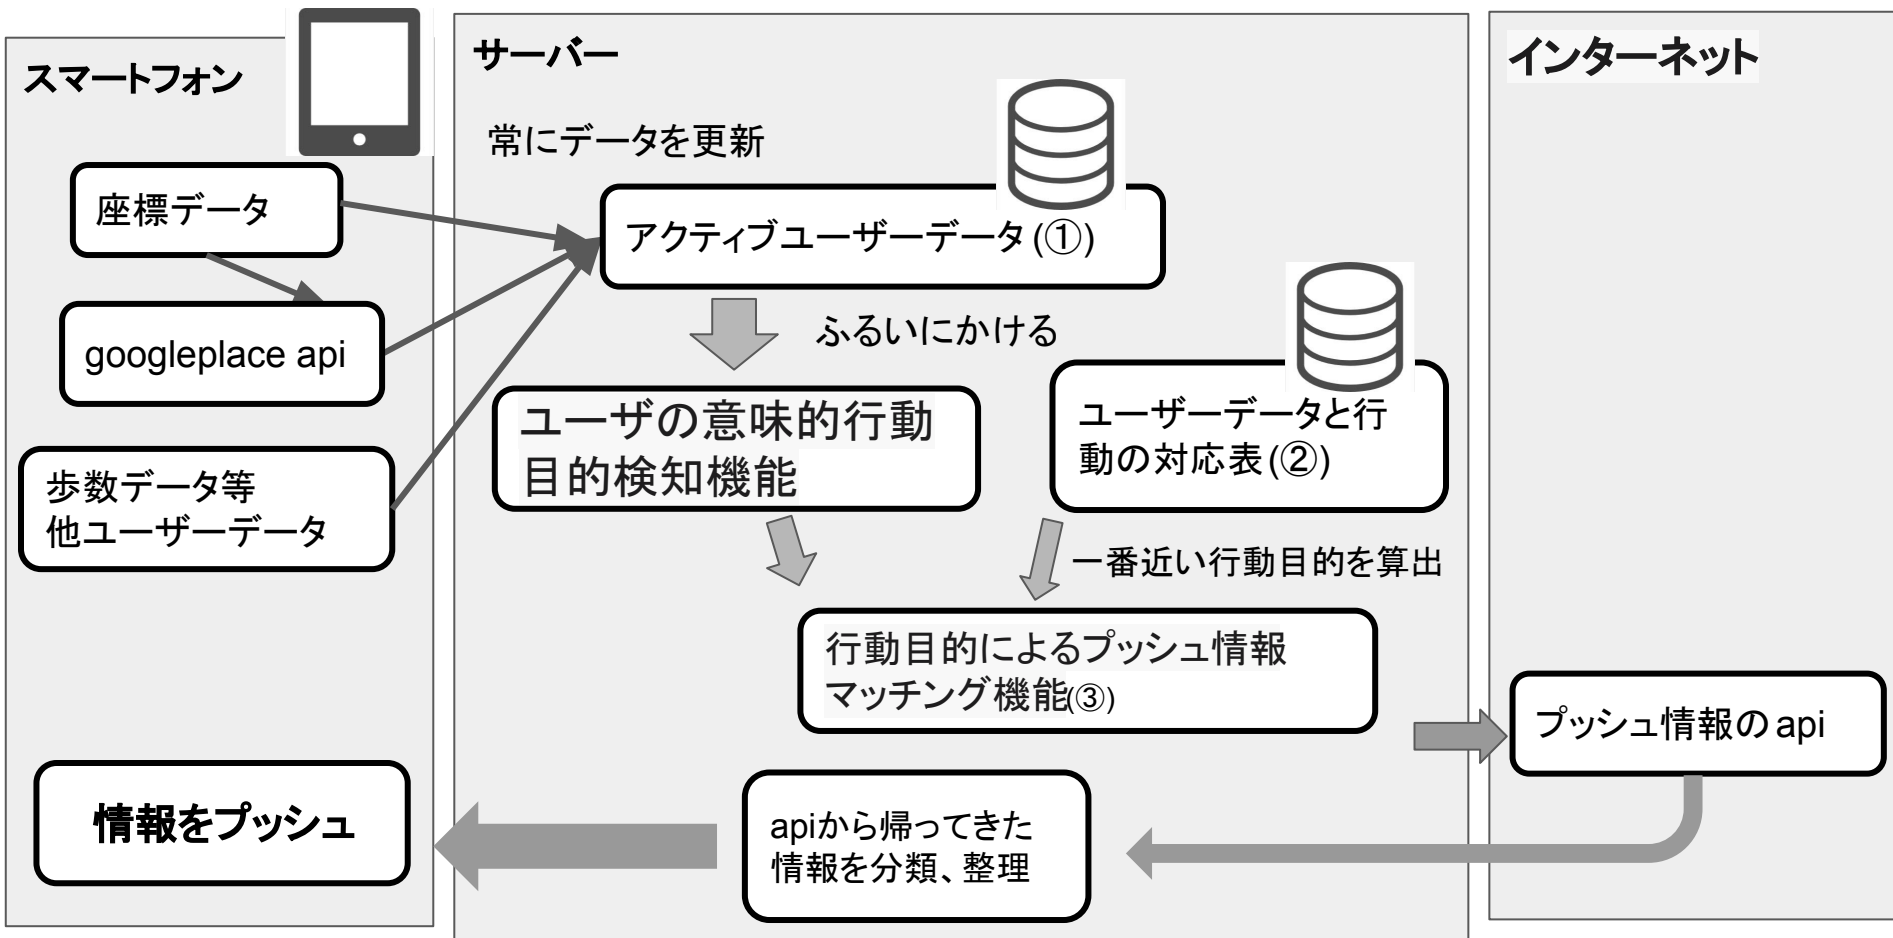 スマートフォン
座標データ
googleplace api
歩数データ等
他ユーザーデータ
情報をプッシュ
サーバー
常にデータを更新
アクティブユーザーデータ(①)
ふるいにかける
ユーザの意味的行動
目的検知機能
ユーザーデータと行
動の対応表(②)
一番近い行動目的を算出
行動目的によるプッシュ情報
マッチング機能(③)
apiから帰ってきた
情報を分類、整理
インターネット
プッシュ情報のapi